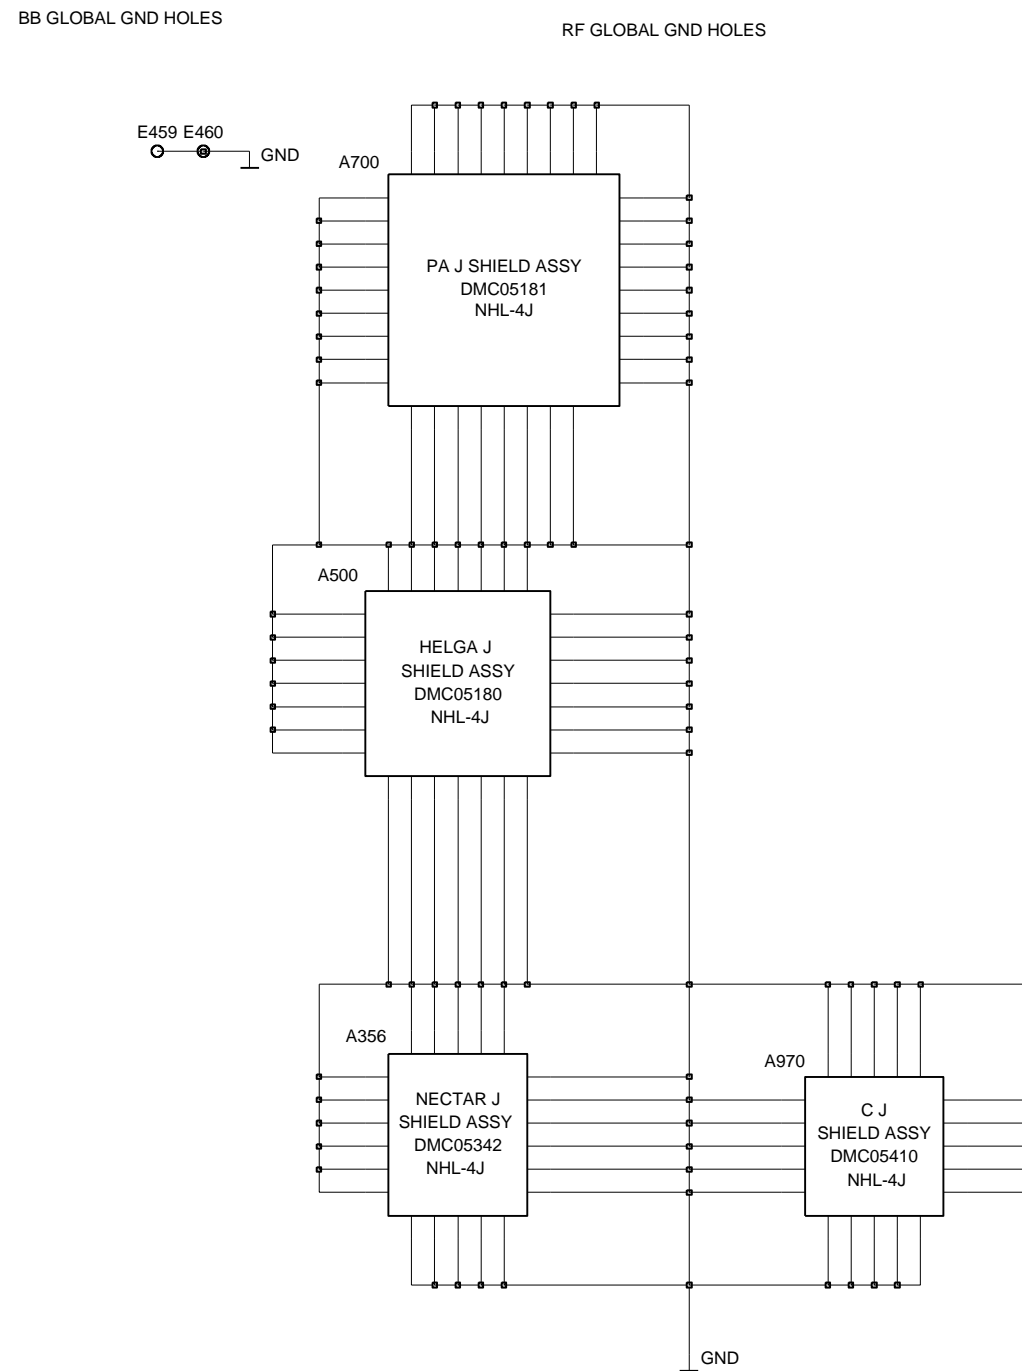 BB GLOBAL GND HOLES
RF GLOBAL GND HOLES
E459 E460
GND
A700
PA J SHIELD ASSY
DMC05181
NHL-4J
A500
HELGA J
SHIELD ASSY
DMC05180
NHL-4J
A356
NECTAR J
SHIELD ASSY
DMC05342
NHL-4J
A970
C J
SHIELD ASSY
DMC05410
NHL-4J
GND